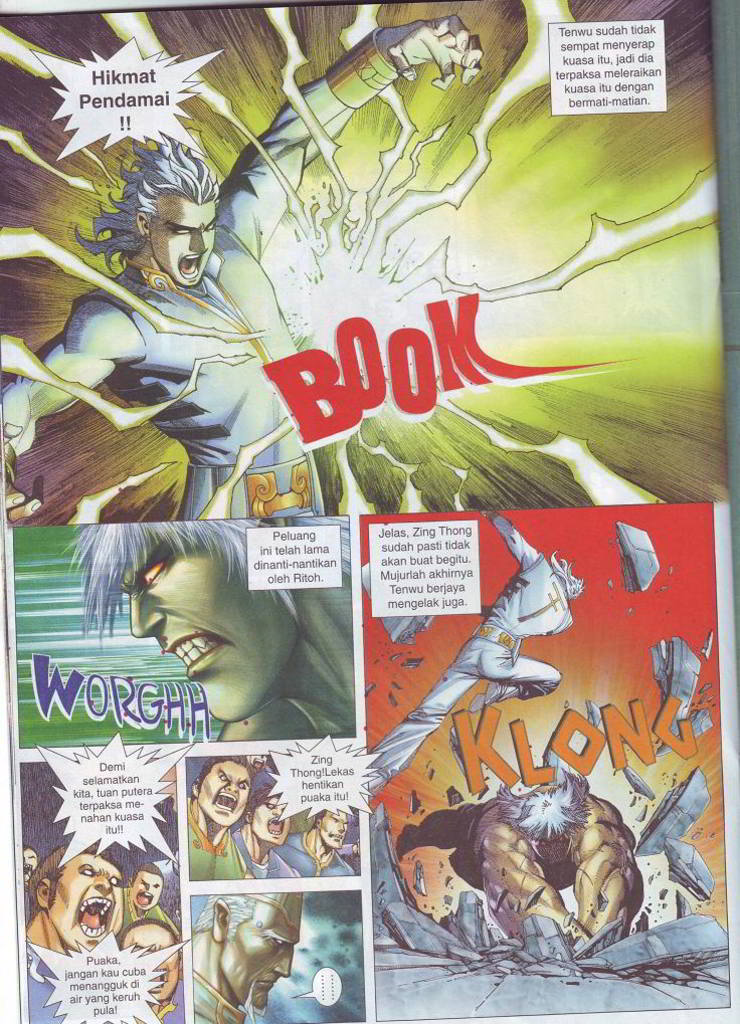 Hikmat
Pendamai
!!
Tenwu sudah tidak
sempat menyerap
kuasa itu, jadi dia
terpaksa meleraikan
kuasa itu dengan
bermati-matian.
BOOM
Peluang
ini telah lama
dinanti-nantikan
oleh Ritoh.
WORGHH
Jelas, Zing Thong
sudah pasti tidak
akan buat begitu.
Mujurlah akhirnya
Tenwu berjaya
mengelak juga.
KLONG
Demi
selamatkan
kita, tuan putera
terpaksa me-
nahan kuasa
itu!!
Puaka,
jangan kau cuba
menangguk di
air yang keruh
pula!
Zing
Thong!Lekas
hentikan
puaka itu!
......